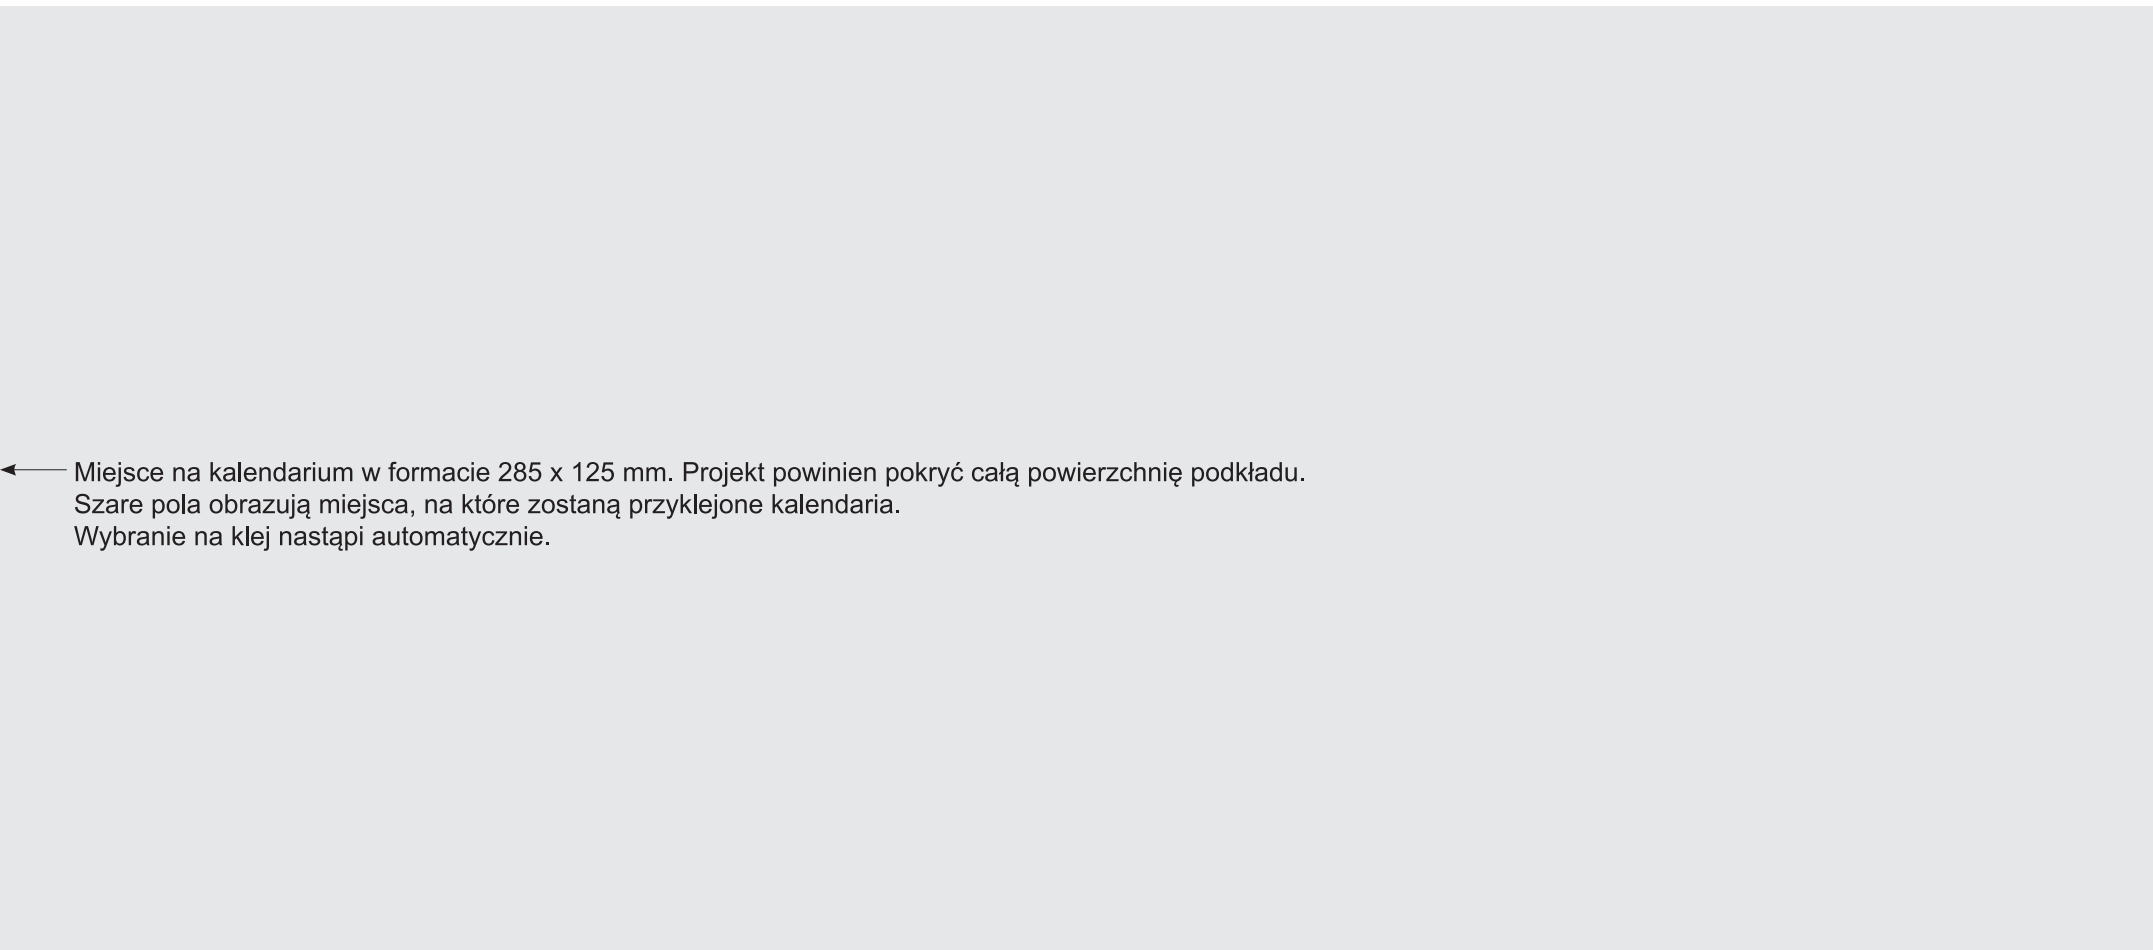 Miejsce na kalendarium w formacie 285 x 125 mm. Projekt powinien pokryć całą powierzchnię podkładu.
Szare pola obrazują miejsca, na które zostaną przyklejone kalendaria.
Wybranie na klej nastąpi automatycznie.